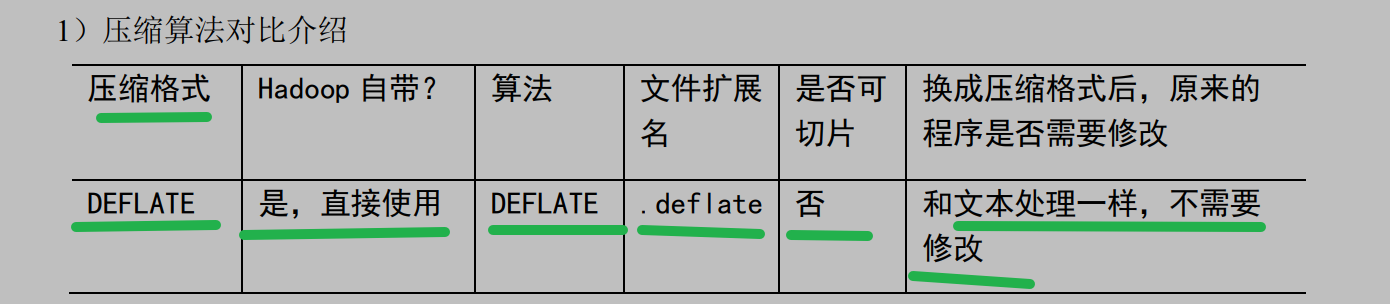 1）压缩算法对比介绍
压缩格式 Hadoop 自带？ 算法 文件扩展名 是否可切片 换成压缩格式后，原来的程序是否需要修改
DEFLATE 是，直接使用 DEFLATE .deflate 否 和文本处理一样，不需要修改